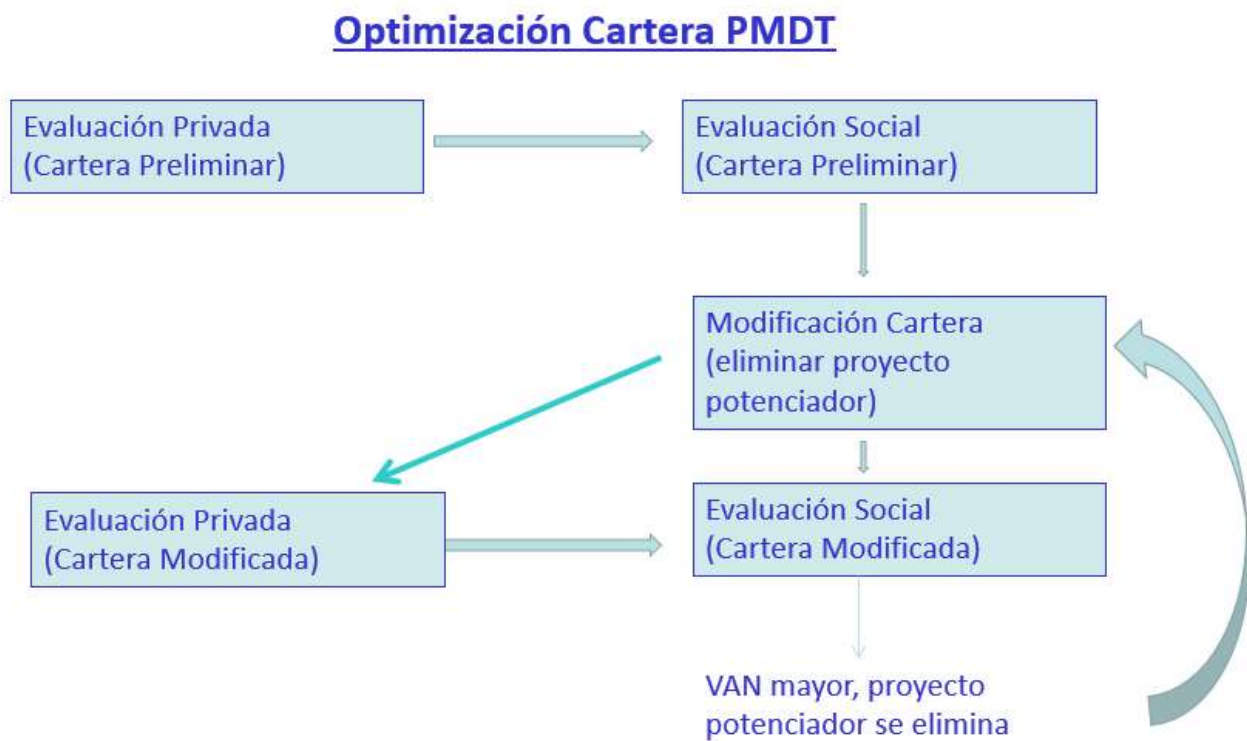 Optimización Cartera PMDT
Evaluación Privada
(Cartera Preliminar)
Evaluación Social
(Cartera Preliminar)
Modificación Cartera
(eliminar proyecto
potenciador)
Evaluación Privada
(Cartera Modificada)
Evaluación Social
(Cartera Modificada)
VAN mayor, proyecto
potenciador se elimina